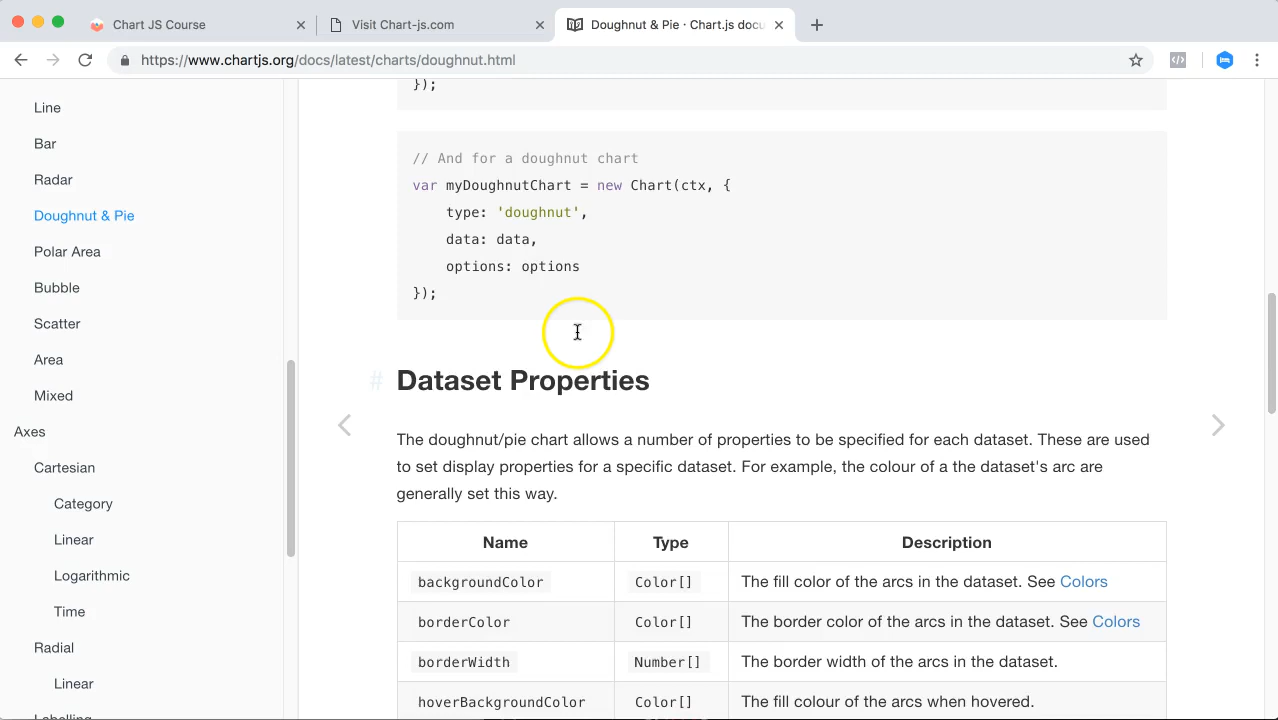 Chart JS Course
Visit Chart-js.com
Doughnut & Pie · Chart.js docu
https://www.chartjs.org/docs/latest/charts/doughnut.html
Line
Bar
Radar
Doughnut & Pie
Polar Area
Bubble
Scatter
Area
Mixed
Axes
Cartesian
Category
Linear
Logarithmic
Time
Radial
Linear
Labelling
});
// And for a doughnut chart
var myDoughnutChart = new Chart(ctx, {
type: 'doughnut',
data: data,
options: options
});
# Dataset Properties
The doughnut/pie chart allows a number of properties to be specified for each dataset. These are used
to set display properties for a specific dataset. For example, the colour of a the dataset's arc are
generally set this way.
Name Type Description
backgroundColor Color[] The fill color of the arcs in the dataset. See Colors
borderColor Color[] The border color of the arcs in the dataset. See Colors
borderWidth Number[] The border width of the arcs in the dataset.
hoverBackgroundColor Color[] The fill colour of the arcs when hovered.